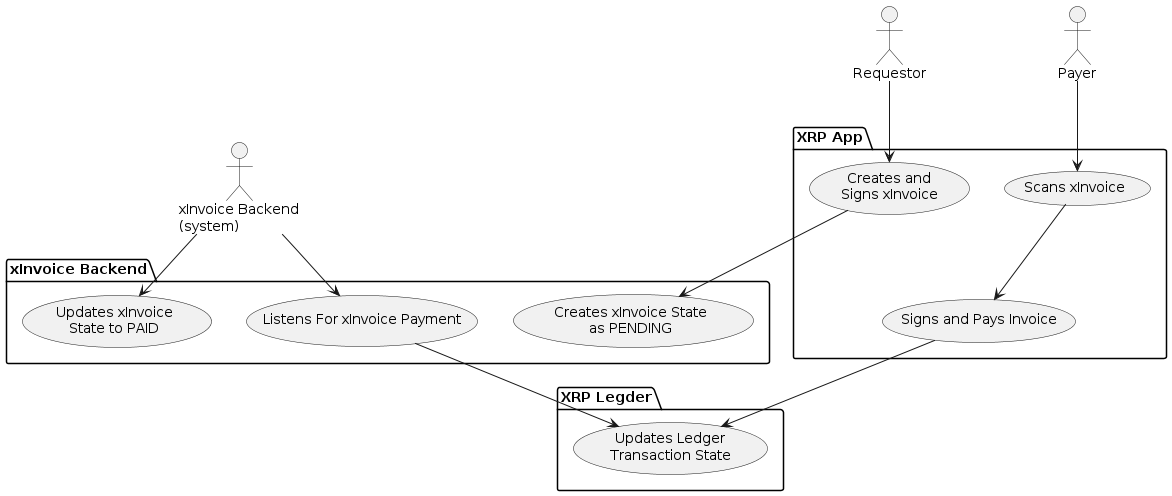 Requestor
Payer
XRP App
Creates and
Signs xInvoice
Scans xInvoice
xInvoice Backend
(system)
xInvoice Backend
Updates xInvoice
State to PAID
Listens For xInvoice Payment
Creates xInvoice State
as PENDING
Signs and Pays Invoice
XRP Legder
Updates Ledger
Transaction State